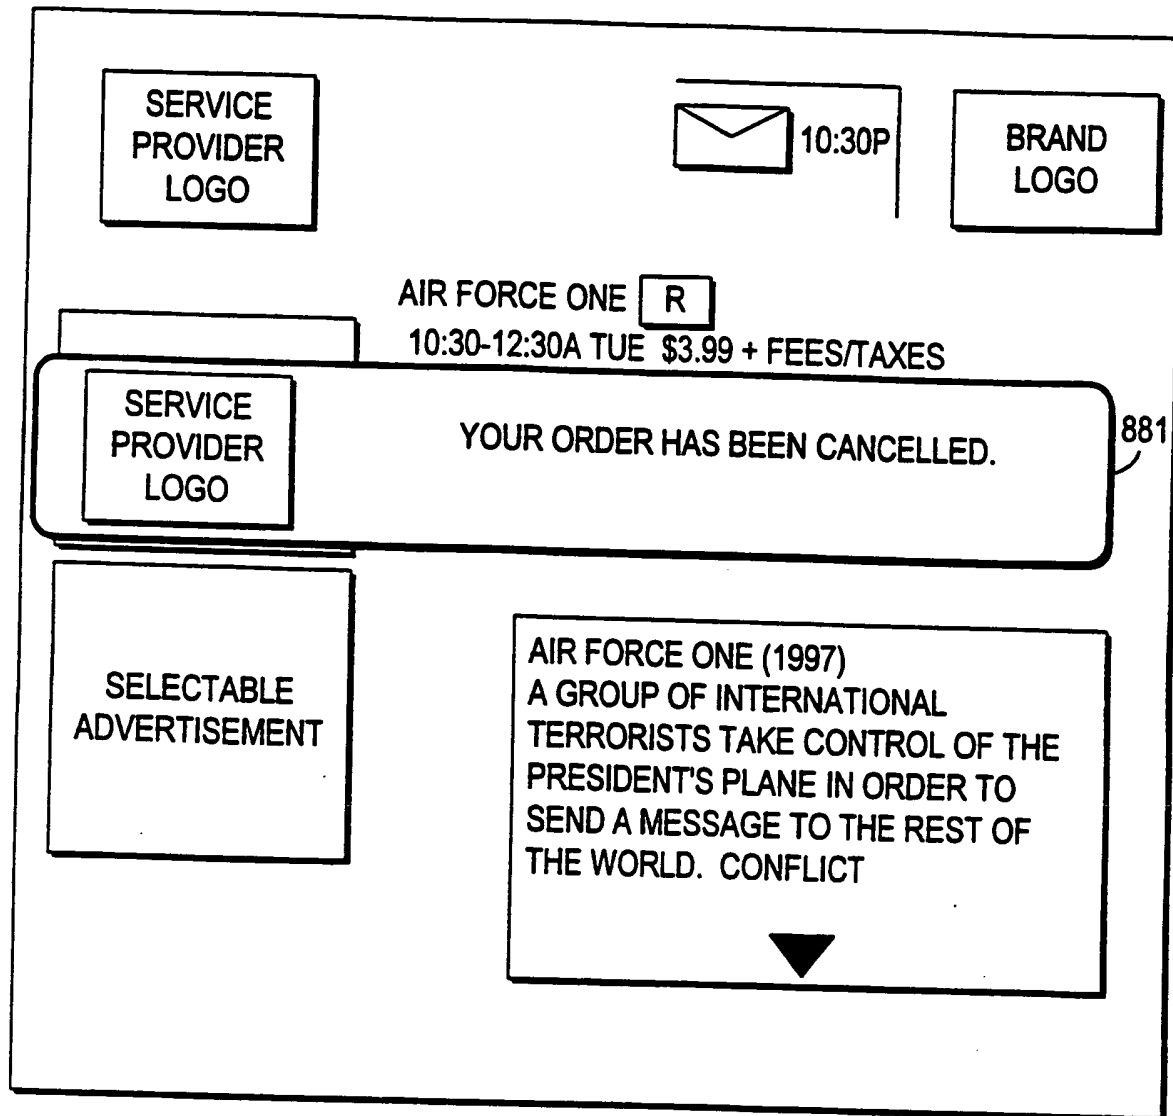 SERVICE
PROVIDER
LOGO
10:30P
BRAND
LOGO
AIR FORCE ONE R
10:30-12:30A TUE $3.99 + FEES/TAXES
SERVICE
PROVIDER
LOGO
YOUR ORDER HAS BEEN CANCELLED.
881
SELECTABLE
ADVERTISEMENT
AIR FORCE ONE (1997)
A GROUP OF INTERNATIONAL
TERRORISTS TAKE CONTROL OF THE
PRESIDENT'S PLANE IN ORDER TO
SEND A MESSAGE TO THE REST OF
THE WORLD. CONFLICT